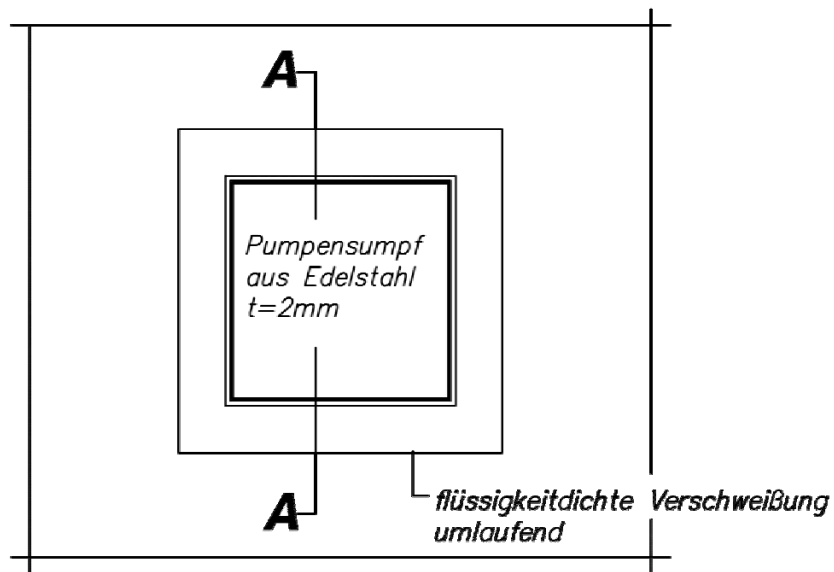 A
Pumpensumpf
aus Edelstahl
t=2mm
A
flüssigkeitdichte Verschweißung
umlaufend